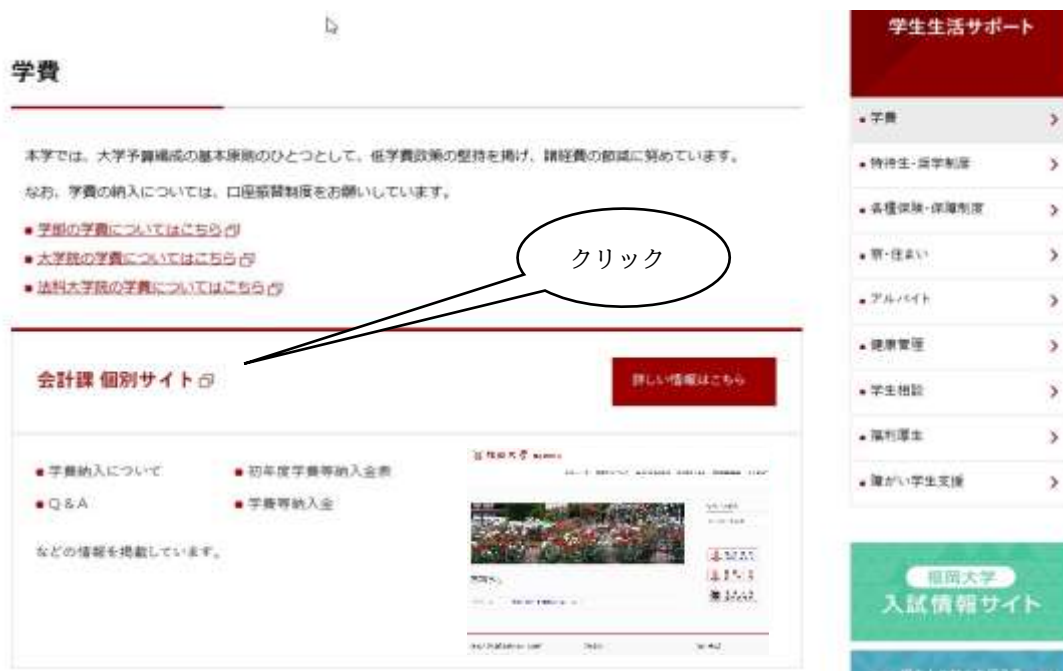 学生生活サポート
学費
本学では、大学予算編成の基本原則のひとつとして、低学費政策の堅持を掲げ、諸経費の節減に努めています。
なお、学費の納入については、口座振替制度をお願いしています。
学部の学費についてはこちら
大学院の学費についてはこちら
法科大学院の学費についてはこちら
クリック
会計課 個別サイト
詳しい情報はこちら
学費納入について
初年度学費等納入金表
Q&A
学費等納入金
などの情報を掲載しています。
学費
特待生・奨学制度
各種保険・保障制度
寮・住まい
アルバイト
健康管理
学生相談
福利厚生
障がい学生支援
福岡大学
入試情報サイト